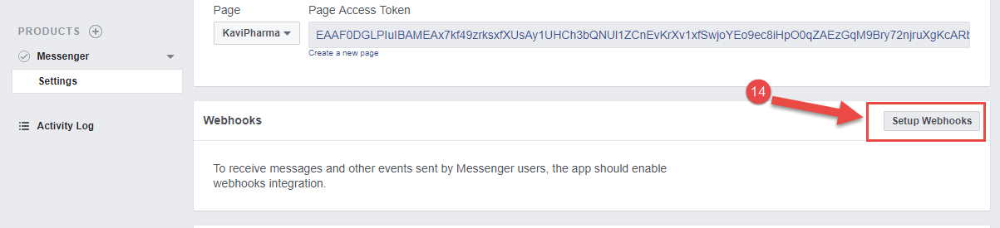 Page Page Access Token
PRODUCTS
KaviPharma
EAAF0DGLPIuIBAMEAx7kf49zrksxfXUsAy1UHCh3bQNUI1ZCnEvKrXv1xfSwjoYEo9ec8iHpO0qZAEzGqM9Bry72njruXgKcARb
Messenger
Create a new page
Settings
14
Activity Log
Webhooks
Setup Webhooks
To receive messages and other events sent by Messenger users, the app should enable
webhooks integration.